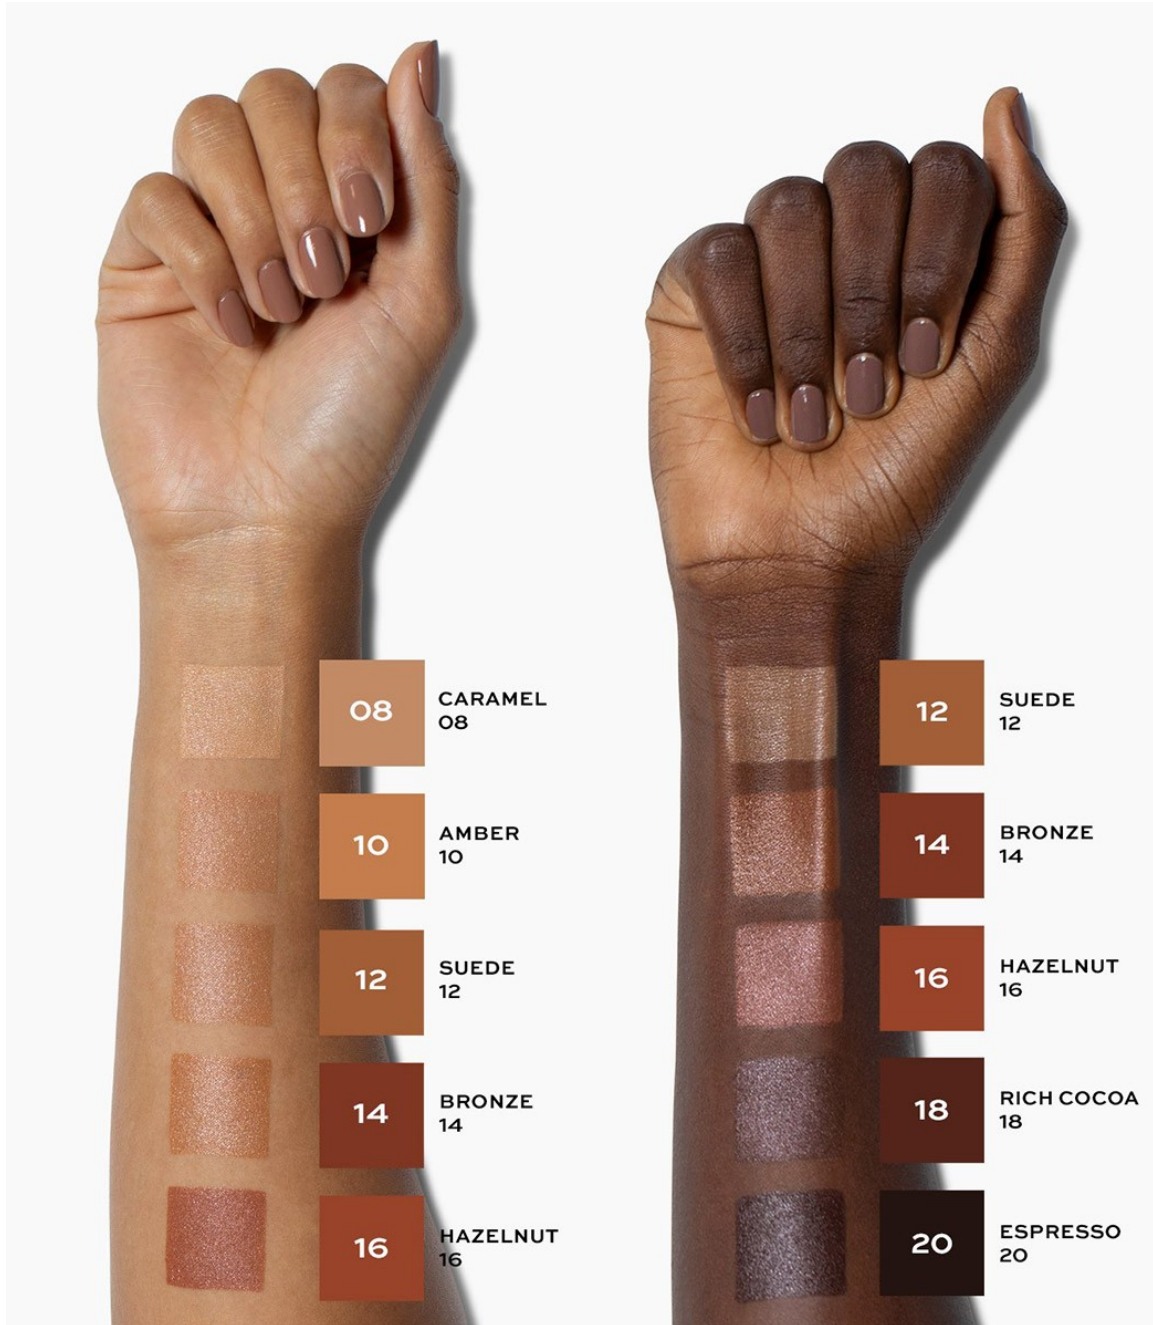 08
CARAMEL
08
10
AMBER
10
12
SUEDE
12
14
BRONZE
14
16
HAZELNUT
16
12
SUEDE
12
14
BRONZE
14
16
HAZELNUT
16
18
RICH COCOA
18
20
ESPRESSO
20